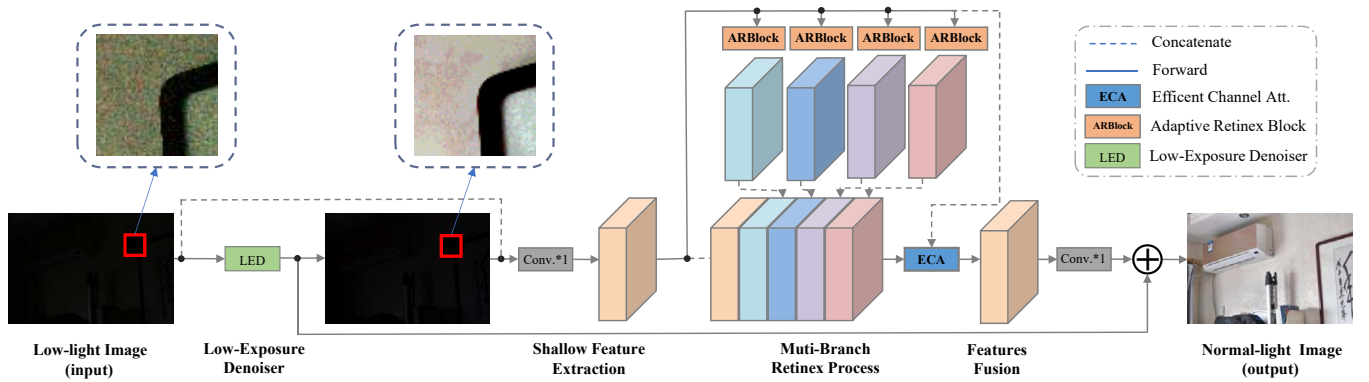 ARBlock ARBlock ARBlock ARBlock
Concatenate
Forward
ECA Efficent Channel Att.
ARBlock Adaptive Retinex Block
LED Low-Exposure Denoiser
LED
Conv.*1
ECA
Conv.*1
Low-light Image
(input)
Low-Exposure
Denoiser
Shallow Feature
Extraction
Muti-Branch
Retinex Process
Features
Fusion
Normal-light Image
(output)